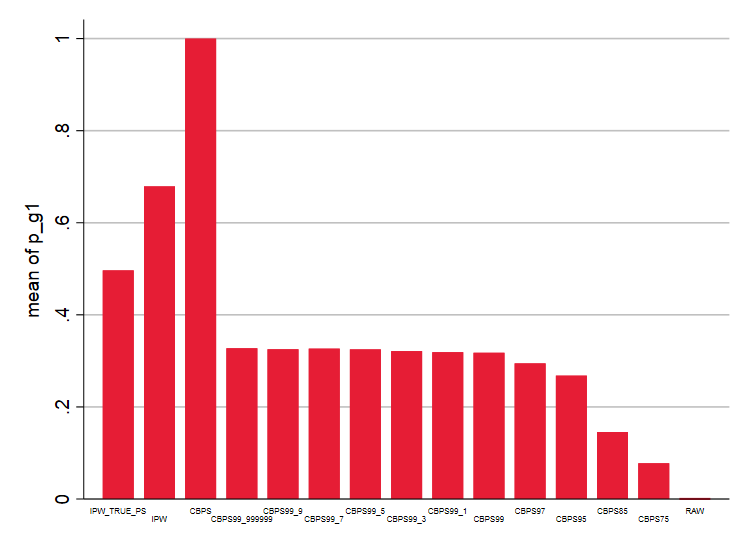 mean of p_g1
1
.8
.6
.4
.2
0
IPW_TRUE_PS
IPW
CBPS
CBPS99_999999
CBPS99_9
CBPS99_7
CBPS99_5
CBPS99_3
CBPS99_1
CBPS99
CBPS97
CBPS95
CBPS85
CBPS75
RAW